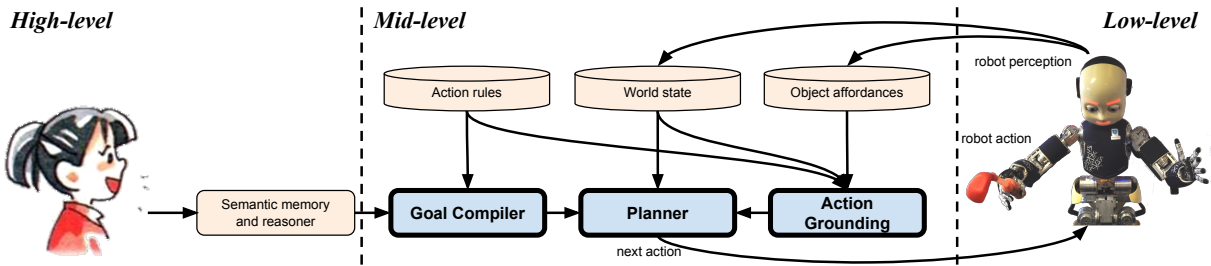 High-level
Mid-level
Low-level
robot perception
Action rules
World state
Object affordances
robot action
Semantic memory
and reasoner
Goal Compiler
Planner
Action
Grounding
next action